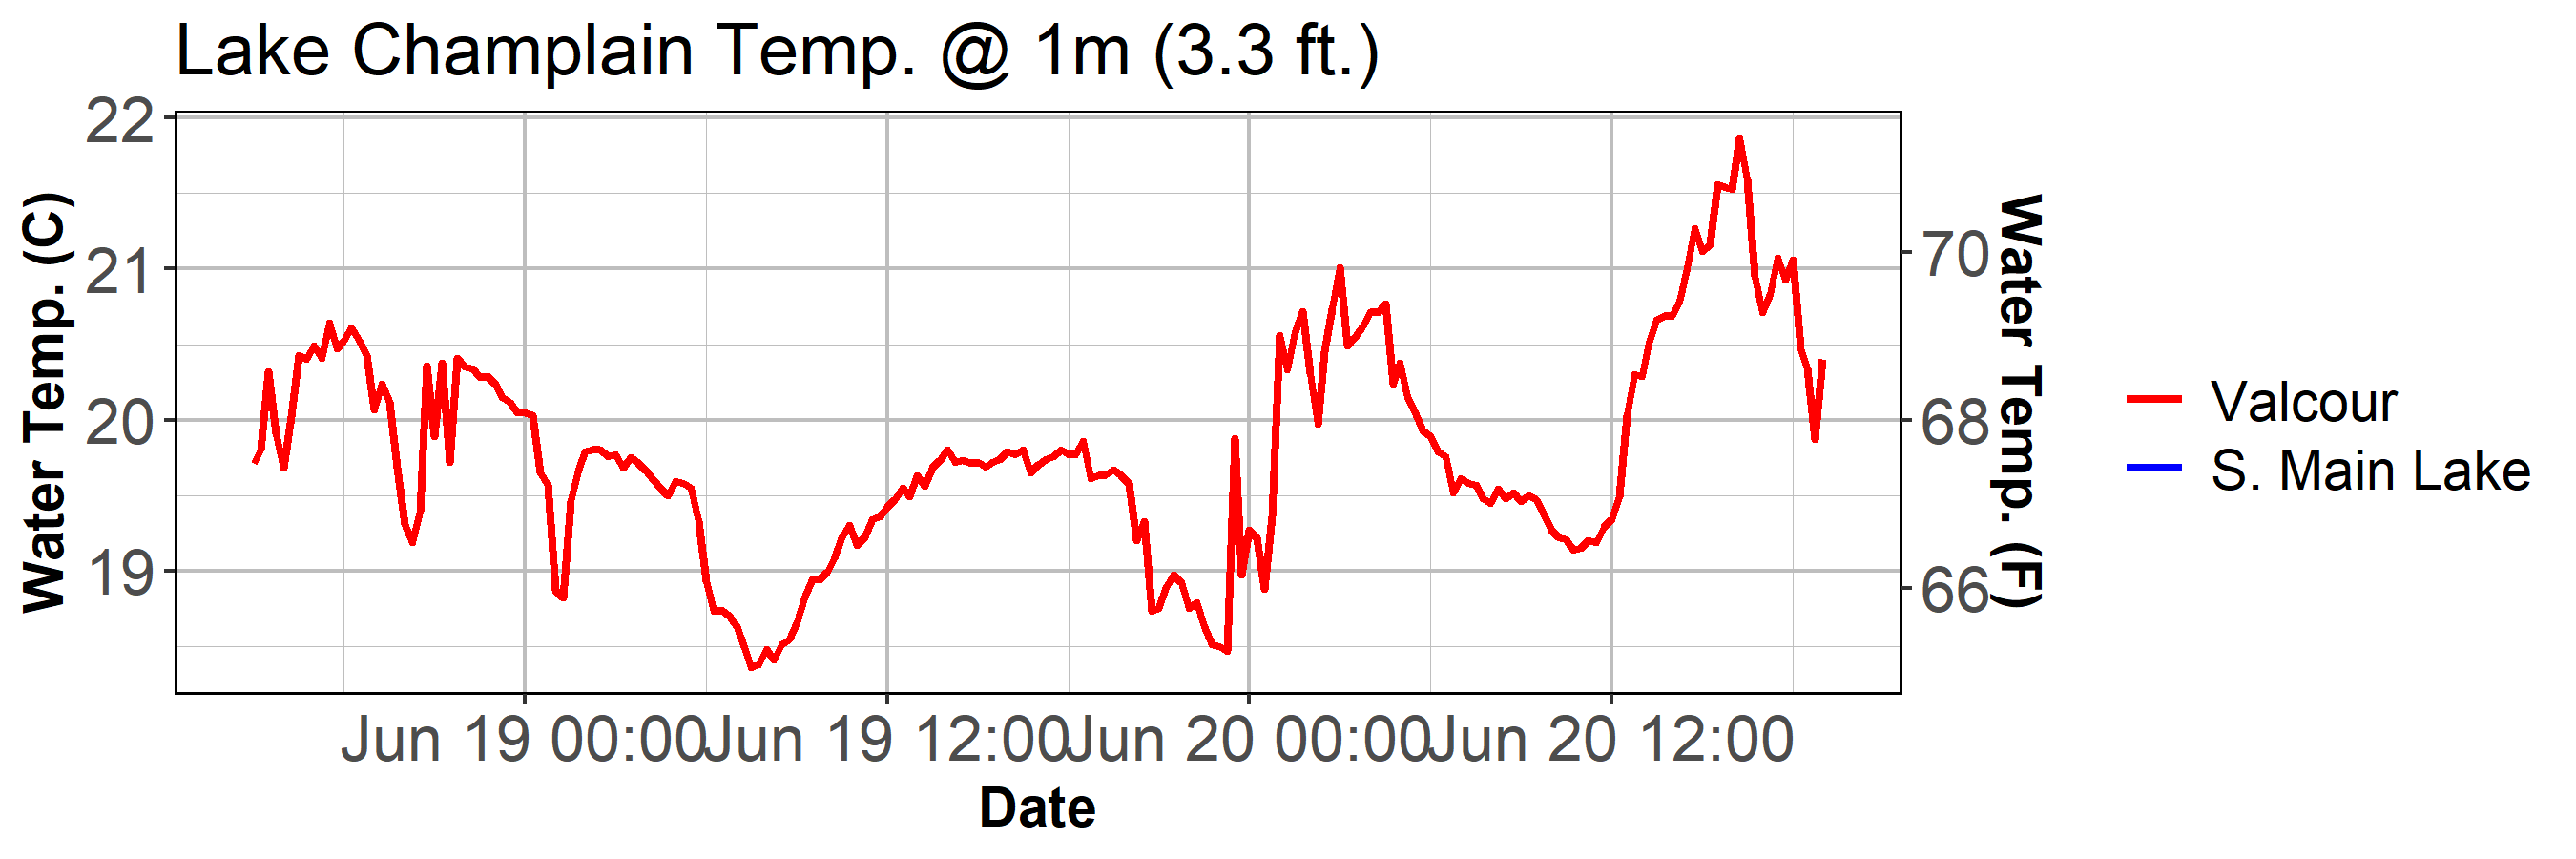 Lake Champlain Temp. @ 1m (3.3 ft.)
Water Temp. (C)
22
21
20
19
70
68
66
Water Temp. (F)
Jun 19 00:00
Jun 19 12:00
Jun 20 00:00
Jun 20 12:00
Date
Valcour
S. Main Lake